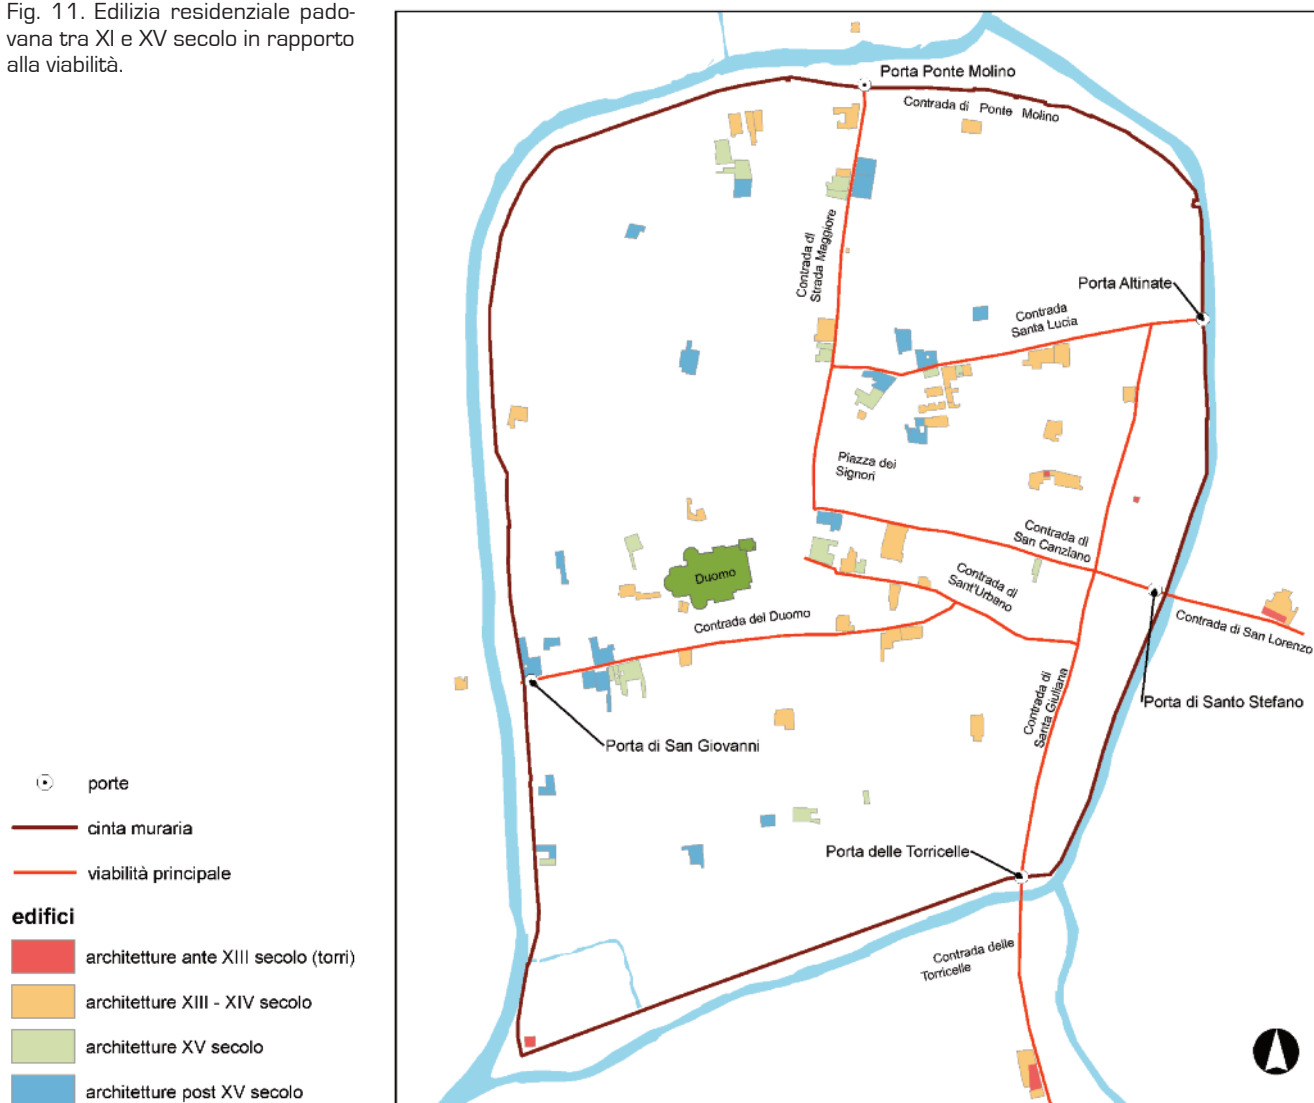 Fig. 11. Edilizia residenziale pado-
vana tra XI e XV secolo in rapporto
alla viabilità.
Porta Ponte Molino
Contrada di Ponte Molino
Contrada di
Strada Maggiore
Porta Altinate
Contrada
Santa Lucia
Piazza dei
Signori
Contrada di
San Canziano
Duomo
Contrada di
Sant'Urbano
Contrada del Duomo
Contrada di San Lorenzo
Contrada di
Santa Giuliana
Porta di Santo Stefano
Porta di San Giovanni
Porta delle Torricelle
Contrada delle
Torricelle
porte
cinta muraria
viabilità principale
edifici
architetture ante XIII secolo (torri)
architetture XIII - XIV secolo
architetture XV secolo
architetture post XV secolo